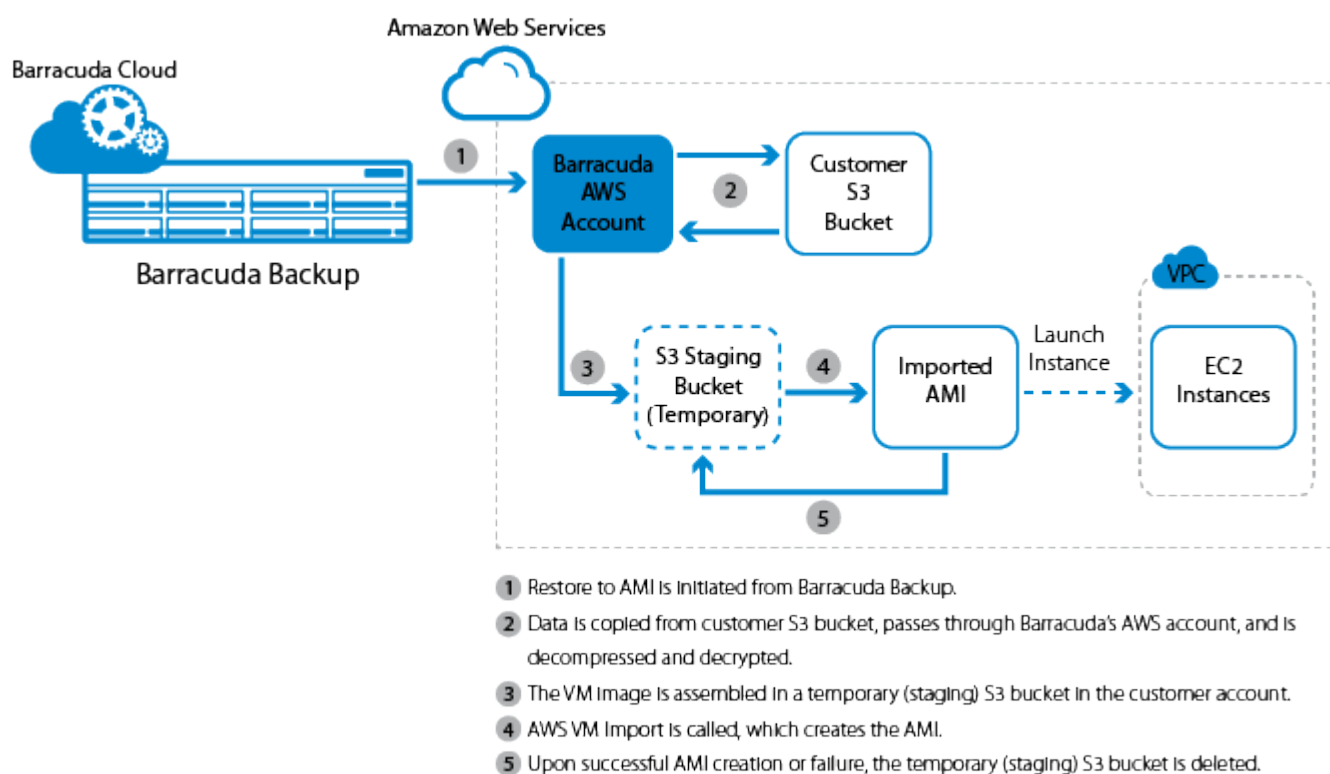 Amazon Web Services
Barracuda Cloud
1
Barracuda
AWS
Account
2
Customer
S3
Bucket
Barracuda Backup
VPC
3
S3 Staging
Bucket
(Temporary)
4
Imported
AMI
Launch
Instance
EC2
Instances
5
1 Restore to AMI is initiated from Barracuda Backup.
2 Data is copied from customer S3 bucket, passes through Barracuda's AWS account, and is
decompressed and decrypted.
3 The VM image is assembled in a temporary (staging) S3 bucket in the customer account.
4 AWS VM Import is called, which creates the AMI.
5 Upon successful AMI creation or failure, the temporary (staging) S3 bucket is deleted.